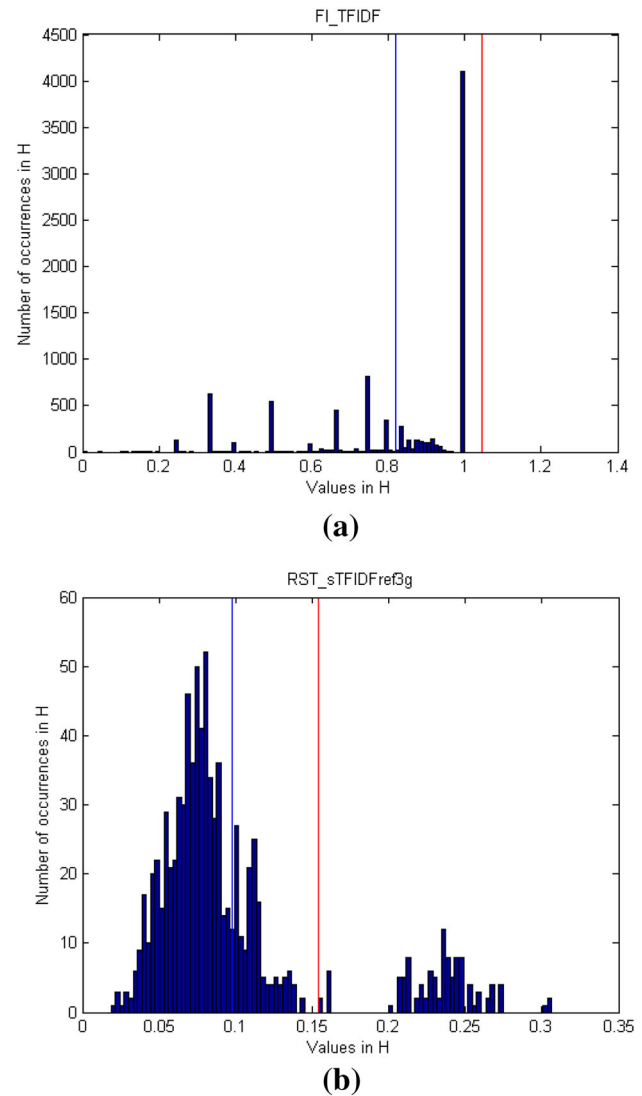 FI_TFIDF
4500
4000
3500
3000
2500
2000
1500
1000
500
0
Number of occurrences in H
0 0.2 0.4 0.6 0.8 1 1.2 1.4
Values in H
(a)
RST_sTFIDFref3g
60
50
40
30
20
10
0
Number of occurrences in H
0 0.05 0.1 0.15 0.2 0.25 0.3 0.35
Values in H
(b)